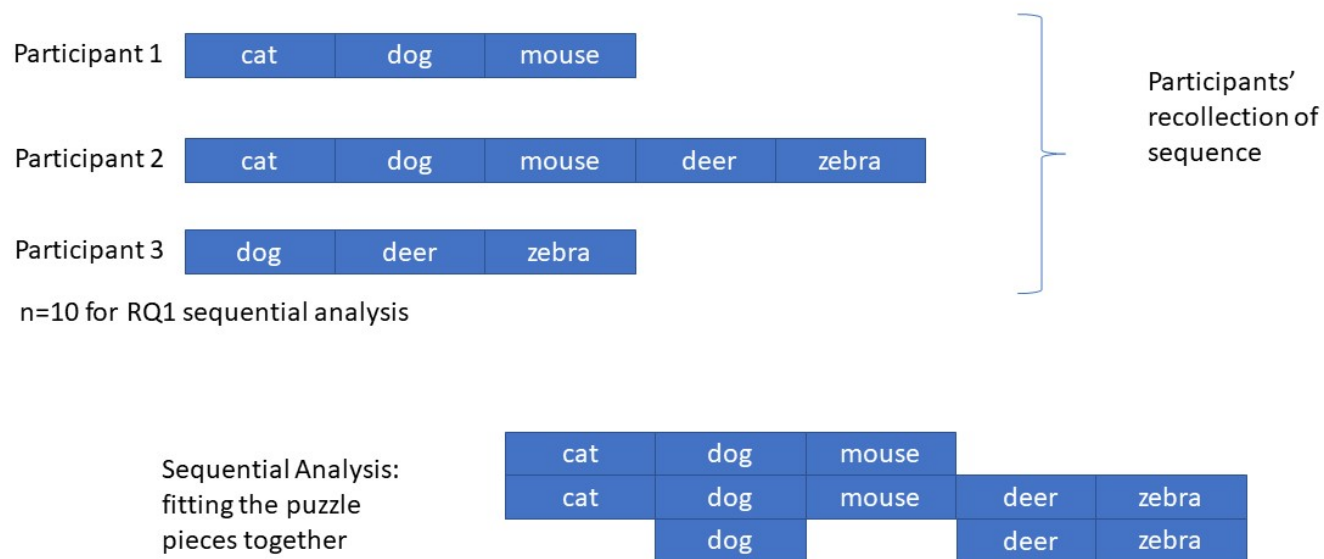 Participant 1 cat dog mouse
Participants’
recollection of
sequence
Participant 2 cat dog mouse deer zebra
Participant 3 dog deer zebra
n=10 for RQ1 sequential analysis
Sequential Analysis:
fitting the puzzle
pieces together
cat dog mouse
cat dog mouse deer zebra
dog deer zebra